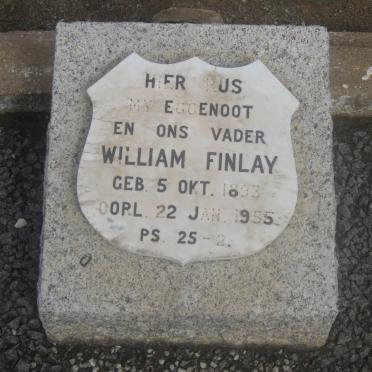 HIER RUS
MY EGGENOOT
EN ONS VADER
WILLIAM FINLAY
GEB. 5 OKT. 1893
OORL. 22 JAN. 1955.
PS. 25-2.